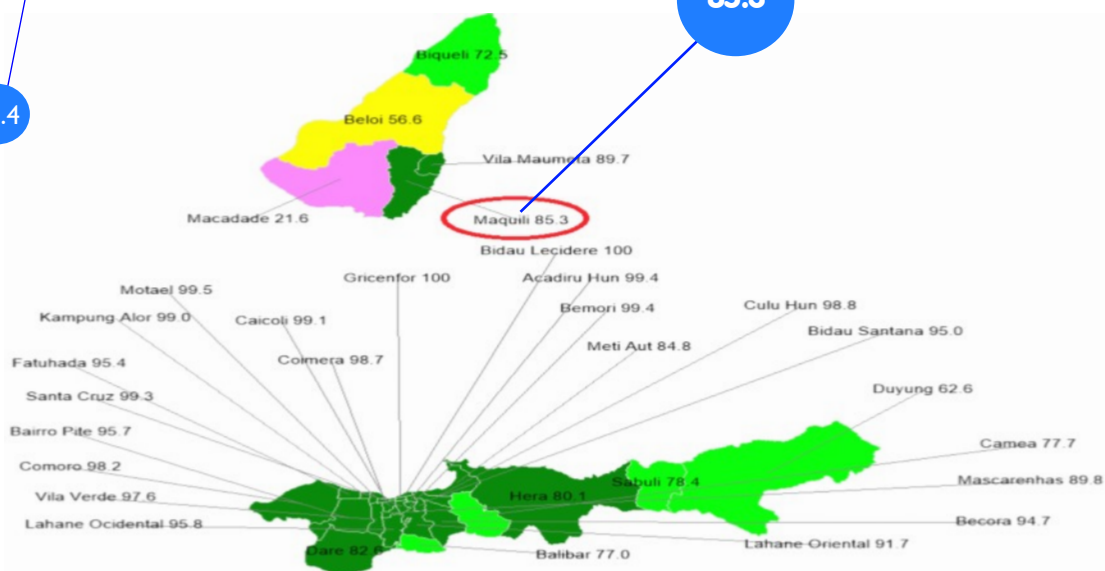 Biqueli 72.5
.4
Beloi 56.6
Vila Maumeta 89.7
Macadade 21.6
Maquili 85.3
Bidau Lecidere 100
Gricenfor 100
Acadiru Hun 99.4
Motael 99.5
Bemori 99.4
Culu Hun 98.8
Kampung Alor 99.0
Caicoli 99.1
Bidau Santana 95.0
Meti Aut 84.8
Coimera 98.7
Fatuhada 95.4
Duyung 62.6
Santa Cruz 99.3
Bairro Pite 95.7
Camea 77.7
Comoro 98.2
Sabuli 78.4
Mascarenhas 89.8
Vila Verde 97.6
Hera 80.1
Lahane Ocidental 95.8
Becora 94.7
Lahane Oriental 91.7
Dare 82.6
Balibar 77.0